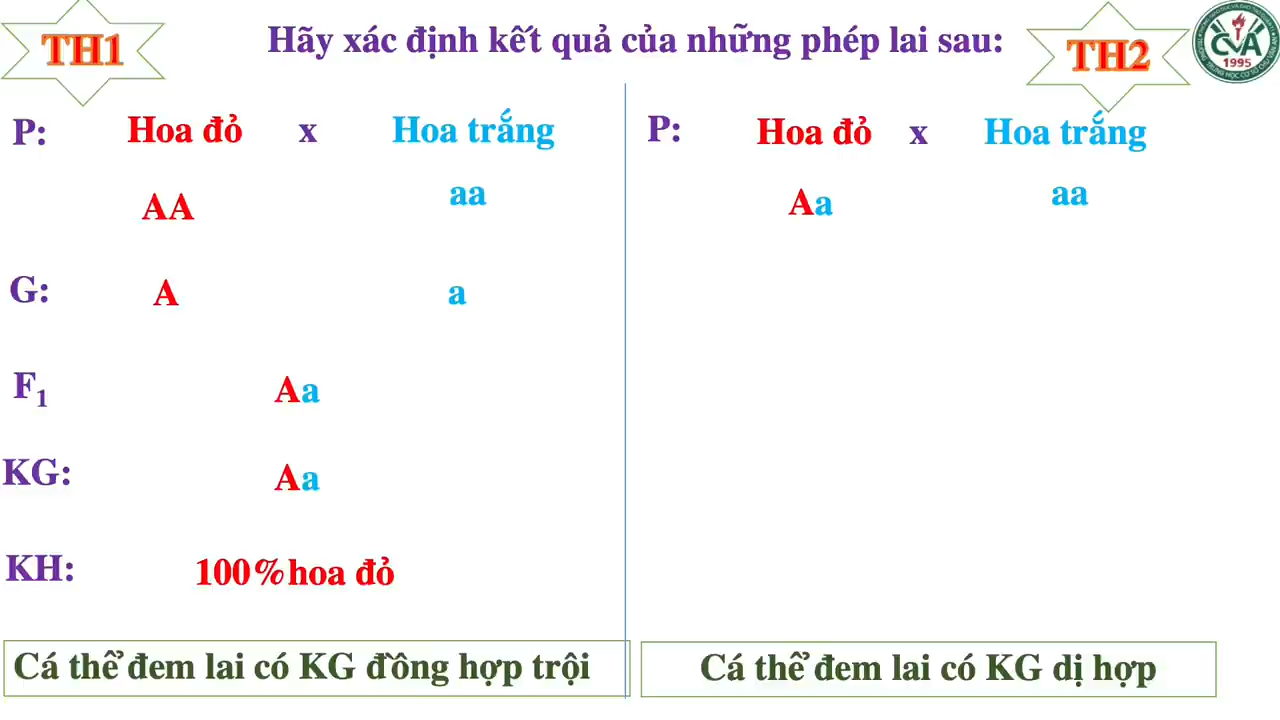 TH1
Hãy xác định kết quả của những phép lai sau:
TH2
CVA
1995
P: Hoa đỏ x Hoa trắng
AA aa
G: A a
F1 Aa
KG: Aa
KH: 100%hoa đỏ
Cá thể đem lai có KG đồng hợp trội
P: Hoa đỏ x Hoa trắng
Aa aa
Cá thể đem lai có KG dị hợp